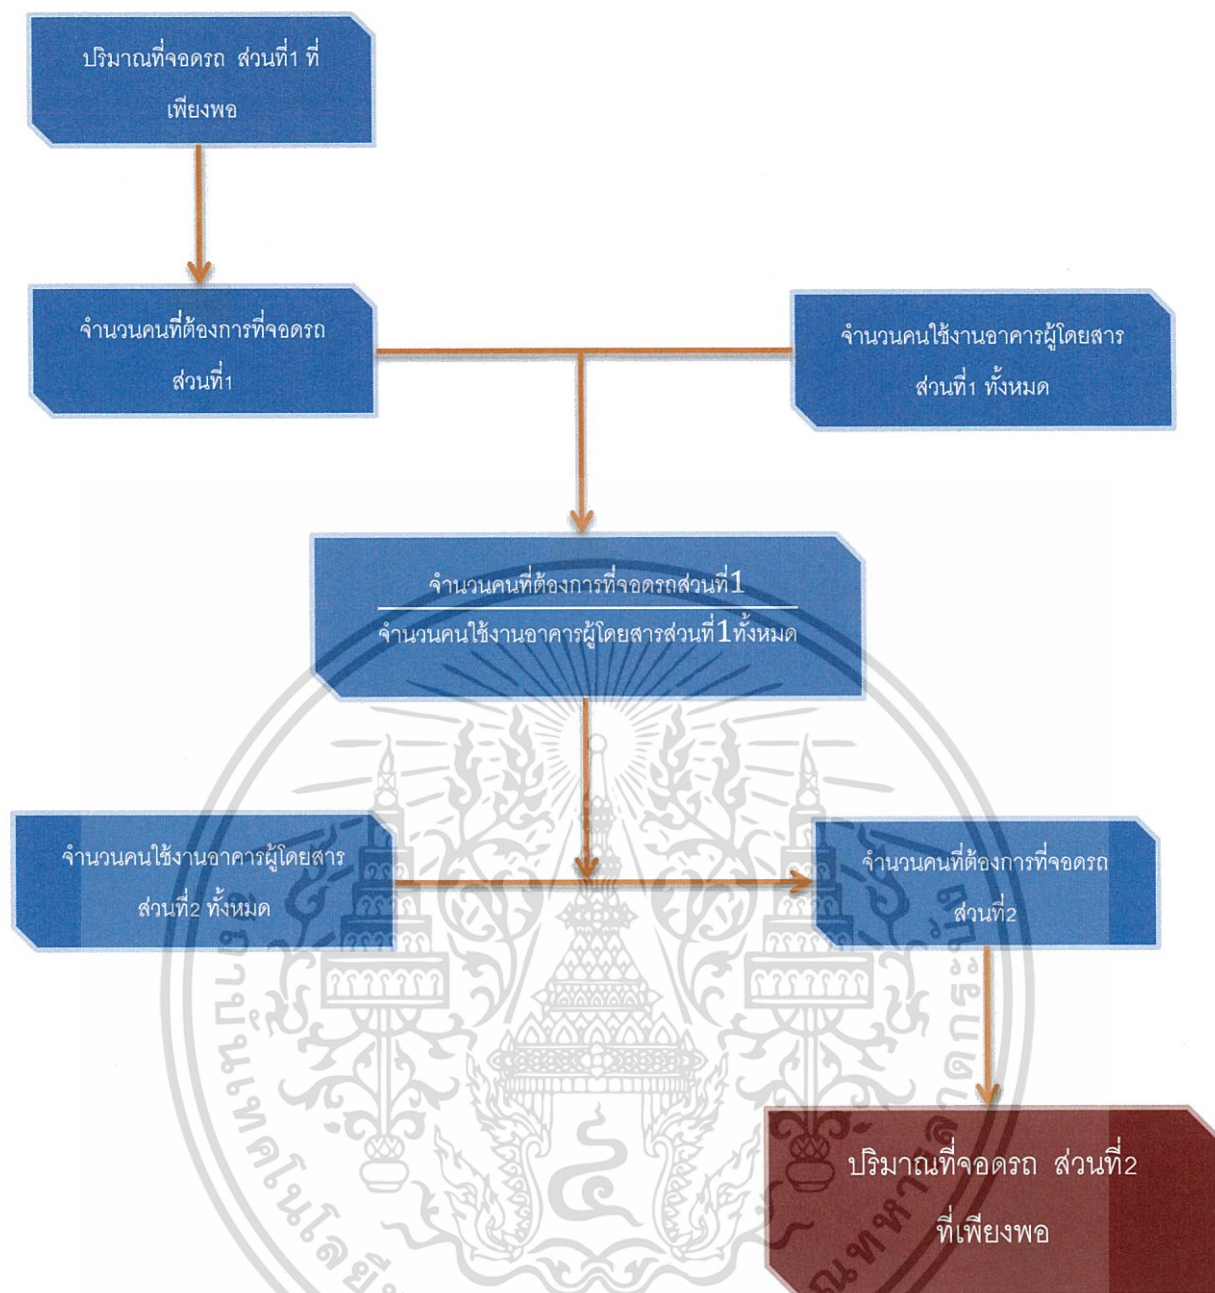 ปริมาณที่จอดรถ ส่วนที่1 ที่
เพียงพอ
จำนวนคนที่ต้องการที่จอดรถ
ส่วนที่1
จำนวนคนใช้งานอาคารผู้โดยสาร
ส่วนที่1 ทั้งหมด
จำนวนคนที่ต้องการที่จอดรถส่วนที่1
จำนวนคนใช้งานอาคารผู้โดยสารส่วนที่1ทั้งหมด
จำนวนคนใช้งานอาคารผู้โดยสาร
ส่วนที่2 ทั้งหมด
จำนวนคนที่ต้องการที่จอดรถ
ส่วนที่2
ปริมาณที่จอดรถ ส่วนที่2
ที่เพียงพอ